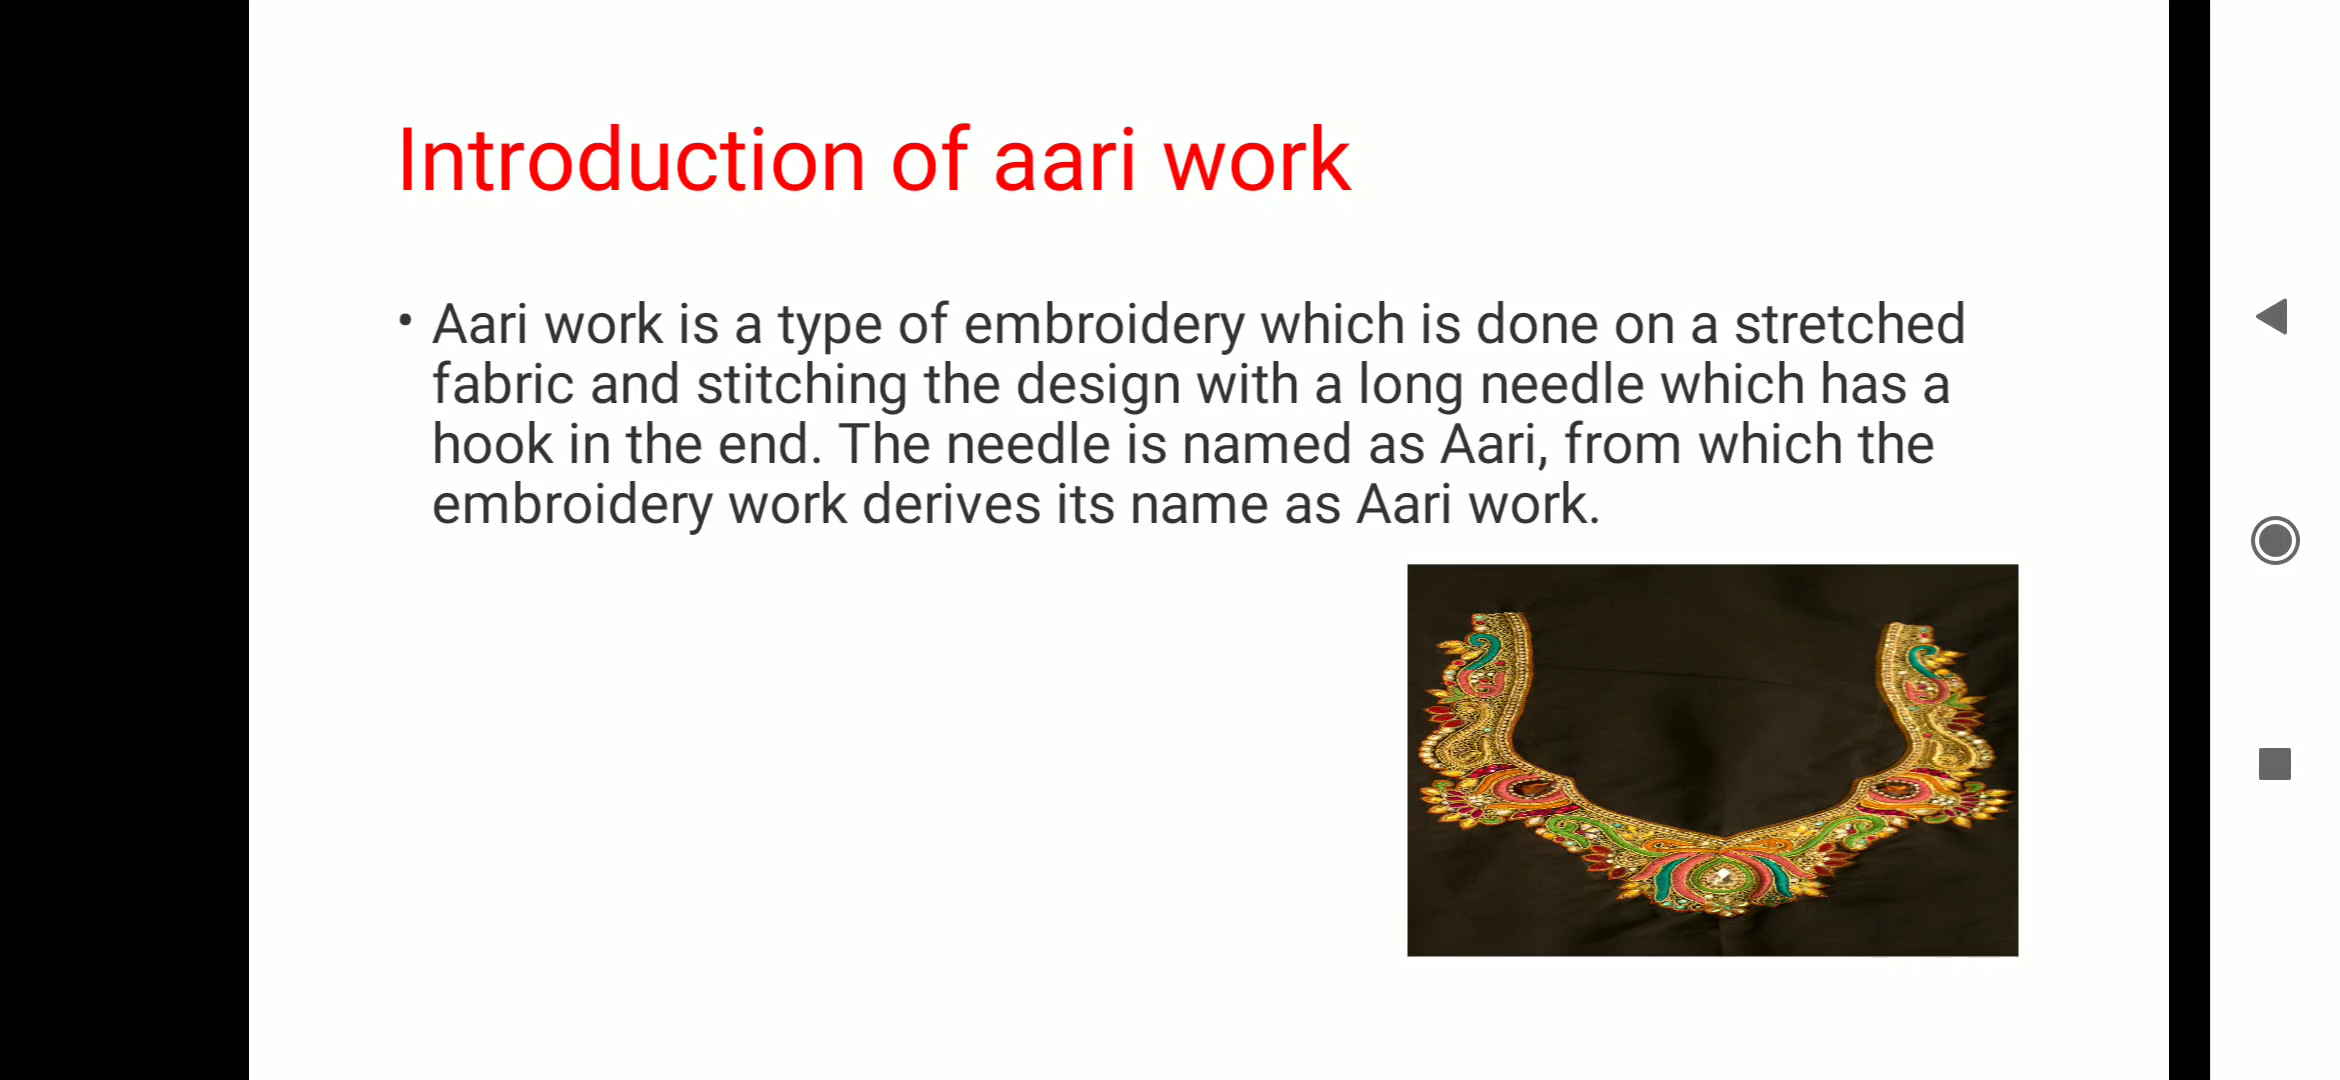 Introduction of aari work
• Aari work is a type of embroidery which is done on a stretched
fabric and stitching the design with a long needle which has a
hook in the end. The needle is named as Aari, from which the
embroidery work derives its name as Aari work.